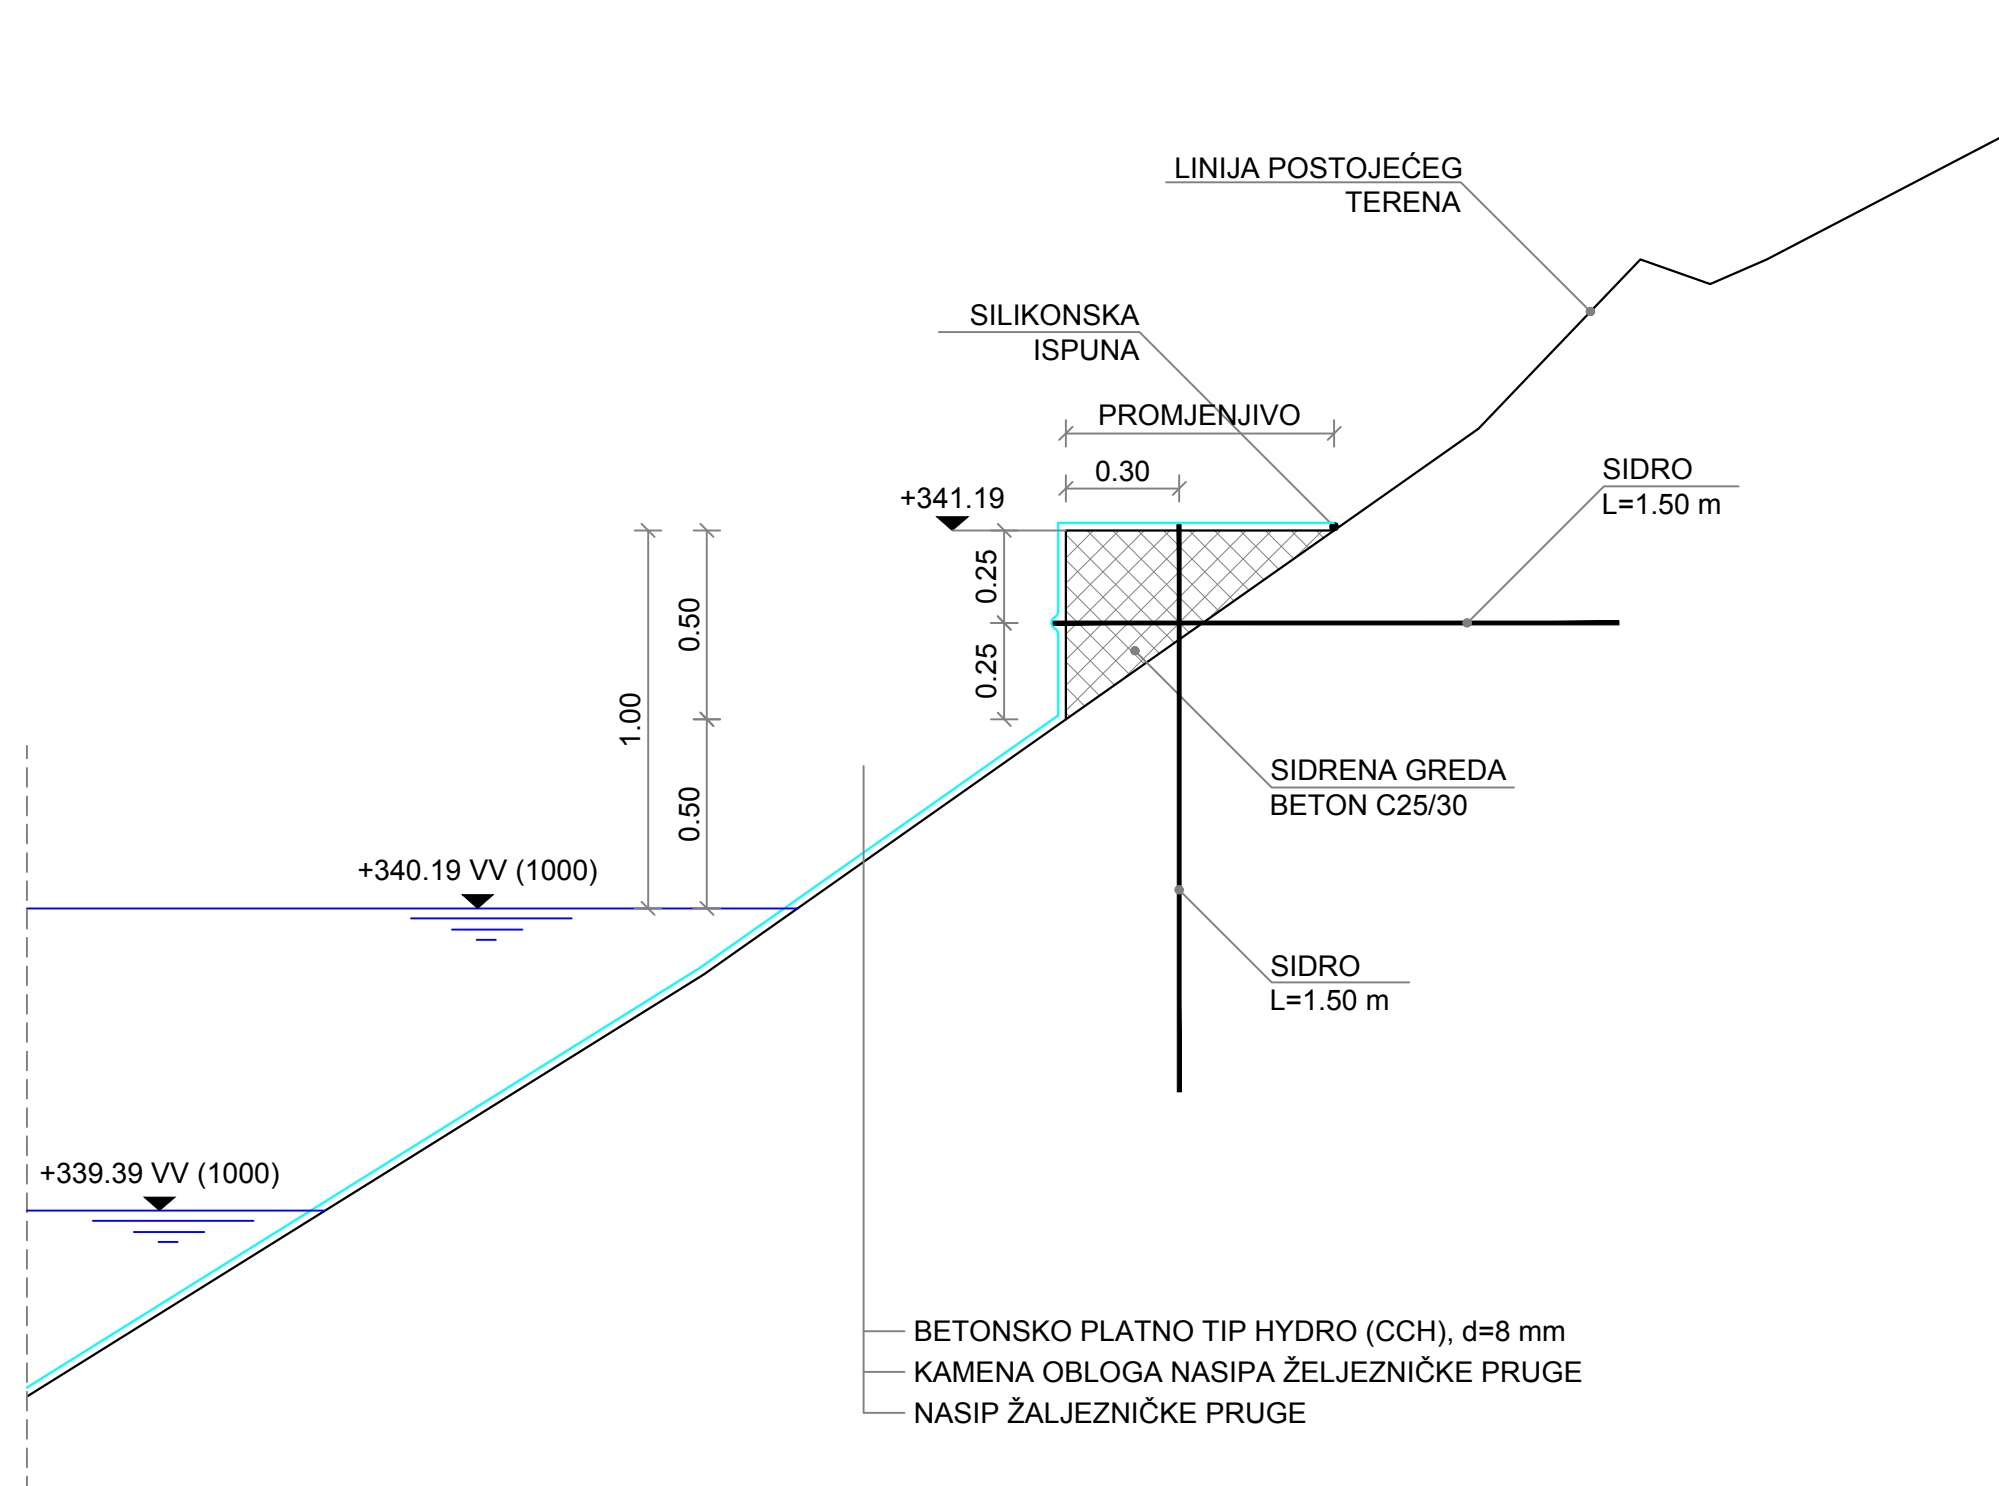 LINIJA POSTOJEĆEG
TERENA
SILIKONSKA
ISPUNA
PROMJENJIVO
0.30
SIDRO
L=1.50 m
+341.19
0.25
0.25
0.50
1.00
0.50
SIDRENA GREDA
BETON C25/30
+340.19 VV (1000)
SIDRO
L=1.50 m
+339.39 VV (1000)
BETONSKO PLATNO TIP HYDRO (CCH), d=8 mm
KAMENA OBLOGA NASIPA ŽELJEZNIČKE PRUGE
NASIP ŽALJEZNIČKE PRUGE